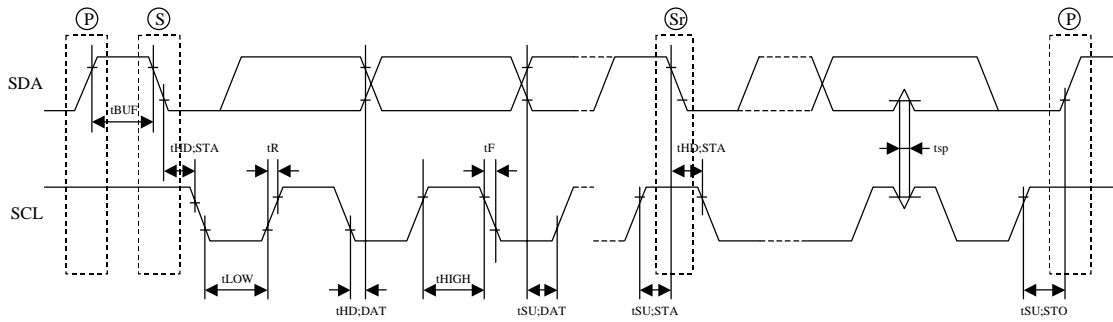 P S Sr P
SDA
tBUF
tHD;STA tR tF tHD;STA tsp
SCL
tLOW tHIGH
tHD;DAT tSU;DAT tSU;STA tSU;STO